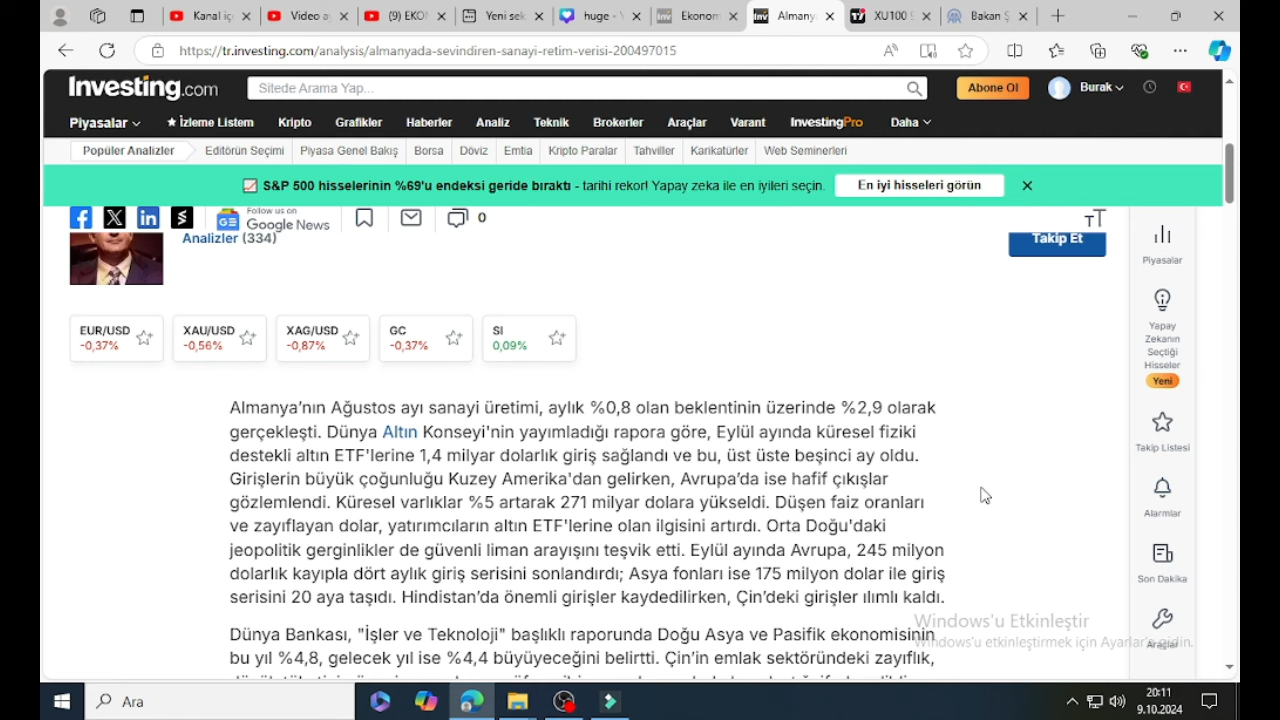 Kanal iç
Video a
(9) EKON
Yeni sek
huge -
Ekonom
Almany
XU100
Bakan Ş
https://tr.investing.com/analysis/almanyada-sevindiren-sanayi-retim-verisi-200497015
Investing.com
Sitede Arama Yap...
Abone Ol
Burak
Piyasalar
İzleme Listem
Kripto
Grafikler
Haberler
Analiz
Teknik
Brokerler
Araçlar
Varant
InvestingPro
Daha
Popüler Analizler
Editörün Seçimi
Piyasa Genel Bakış
Borsa
Döviz
Emtia
Kripto Paralar
Tahviller
Karikatürler
Web Seminerleri
S&P 500 hisselerinin %69'u endeksi geride bıraktı - tarihi rekor! Yapay zeka ile en iyileri seçin.
En iyi hisseleri görün
Follow us on
Google News
0
Analizler (334)
Takip Et
EUR/USD
-0,37%
XAU/USD
-0,56%
XAG/USD
-0,87%
GC
-0,37%
SI
0,09%
Almanya’nın Ağustos ayı sanayi üretimi, aylık %0,8 olan beklentinin üzerinde %2,9 olarak
gerçekleşti. Dünya Altın Konseyi'nin yayımladığı rapora göre, Eylül ayında küresel fiziki
destekli altın ETF'lerine 1,4 milyar dolarlık giriş sağlandı ve bu, üst üste beşinci ay oldu.
Girişlerin büyük çoğunluğu Kuzey Amerika'dan gelirken, Avrupa’da ise hafif çıkışlar
gözlemlendi. Küresel varlıklar %5 artarak 271 milyar dolara yükseldi. Düşen faiz oranları
ve zayıflayan dolar, yatırımcıların altın ETF'lerine olan ilgisini artırdı. Orta Doğu'daki
jeopolitik gerginlikler de güvenli liman arayışını teşvik etti. Eylül ayında Avrupa, 245 milyon
dolarlık kayıpla dört aylık giriş serisini sonlandırdı; Asya fonları ise 175 milyon dolar ile giriş
serisini 20 aya taşıdı. Hindistan’da önemli girişler kaydedilirken, Çin’deki girişler ılımlı kaldı.
Dünya Bankası, "İşler ve Teknoloji" başlıklı raporunda Doğu Asya ve Pasifik ekonomisinin
bu yıl %4,8, gelecek yıl ise %4,4 büyüyeceğini belirtti. Çin’in emlak sektöründeki zayıflık,
Piyasalar
Yapay
Zekanın
Seçtiği
Hisseler
Yeni
Takip Listesi
Alarmlar
Son Dakika
Araçlar
Windows'u Etkinleştir
Windows'u etkinleştirmek için Ayarlar'a gidin.
Ara
20:11
9.10.2024